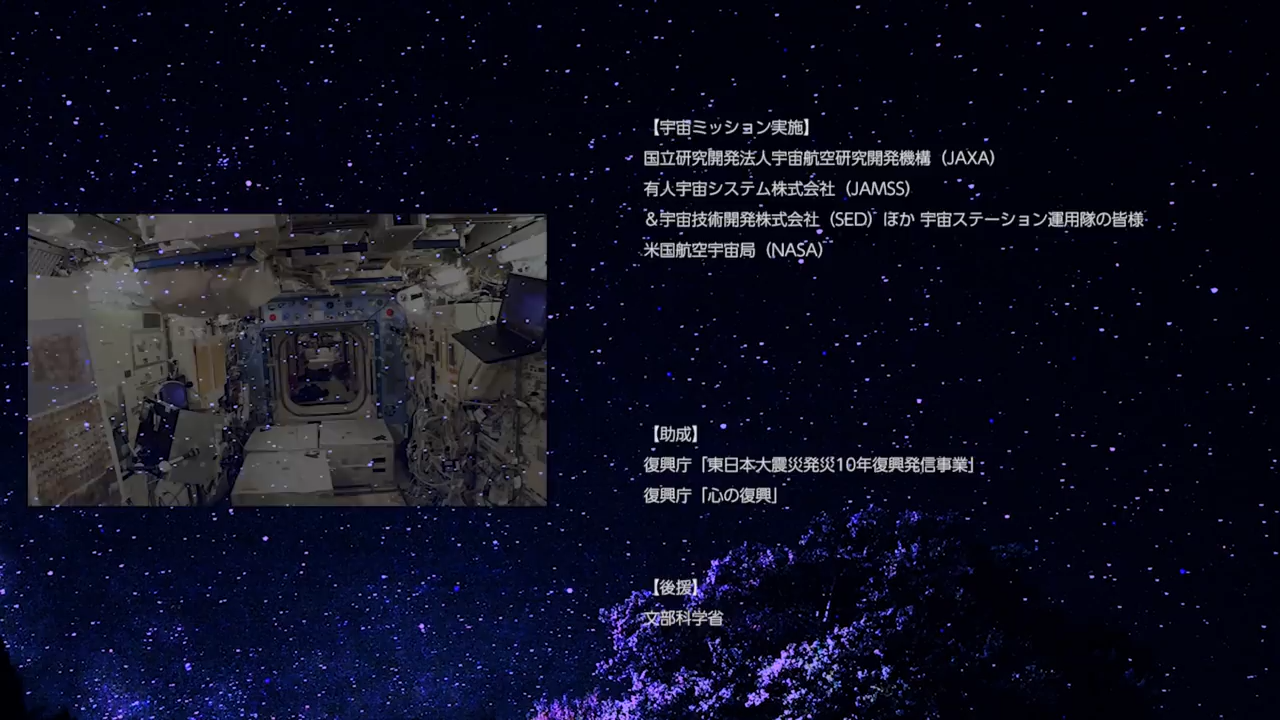 【宇宙ミッション実施】
国立研究開発法人宇宙航空研究開発機構（JAXA）
有人宇宙システム株式会社（JAMSS）
＆宇宙技術開発株式会社（SED）ほか 宇宙ステーション運用隊の皆様
米国航空宇宙局（NASA）
【助成】
復興庁「東日本大震災発災10年復興発信事業」
復興庁「心の復興」
【後援】
文部科学省